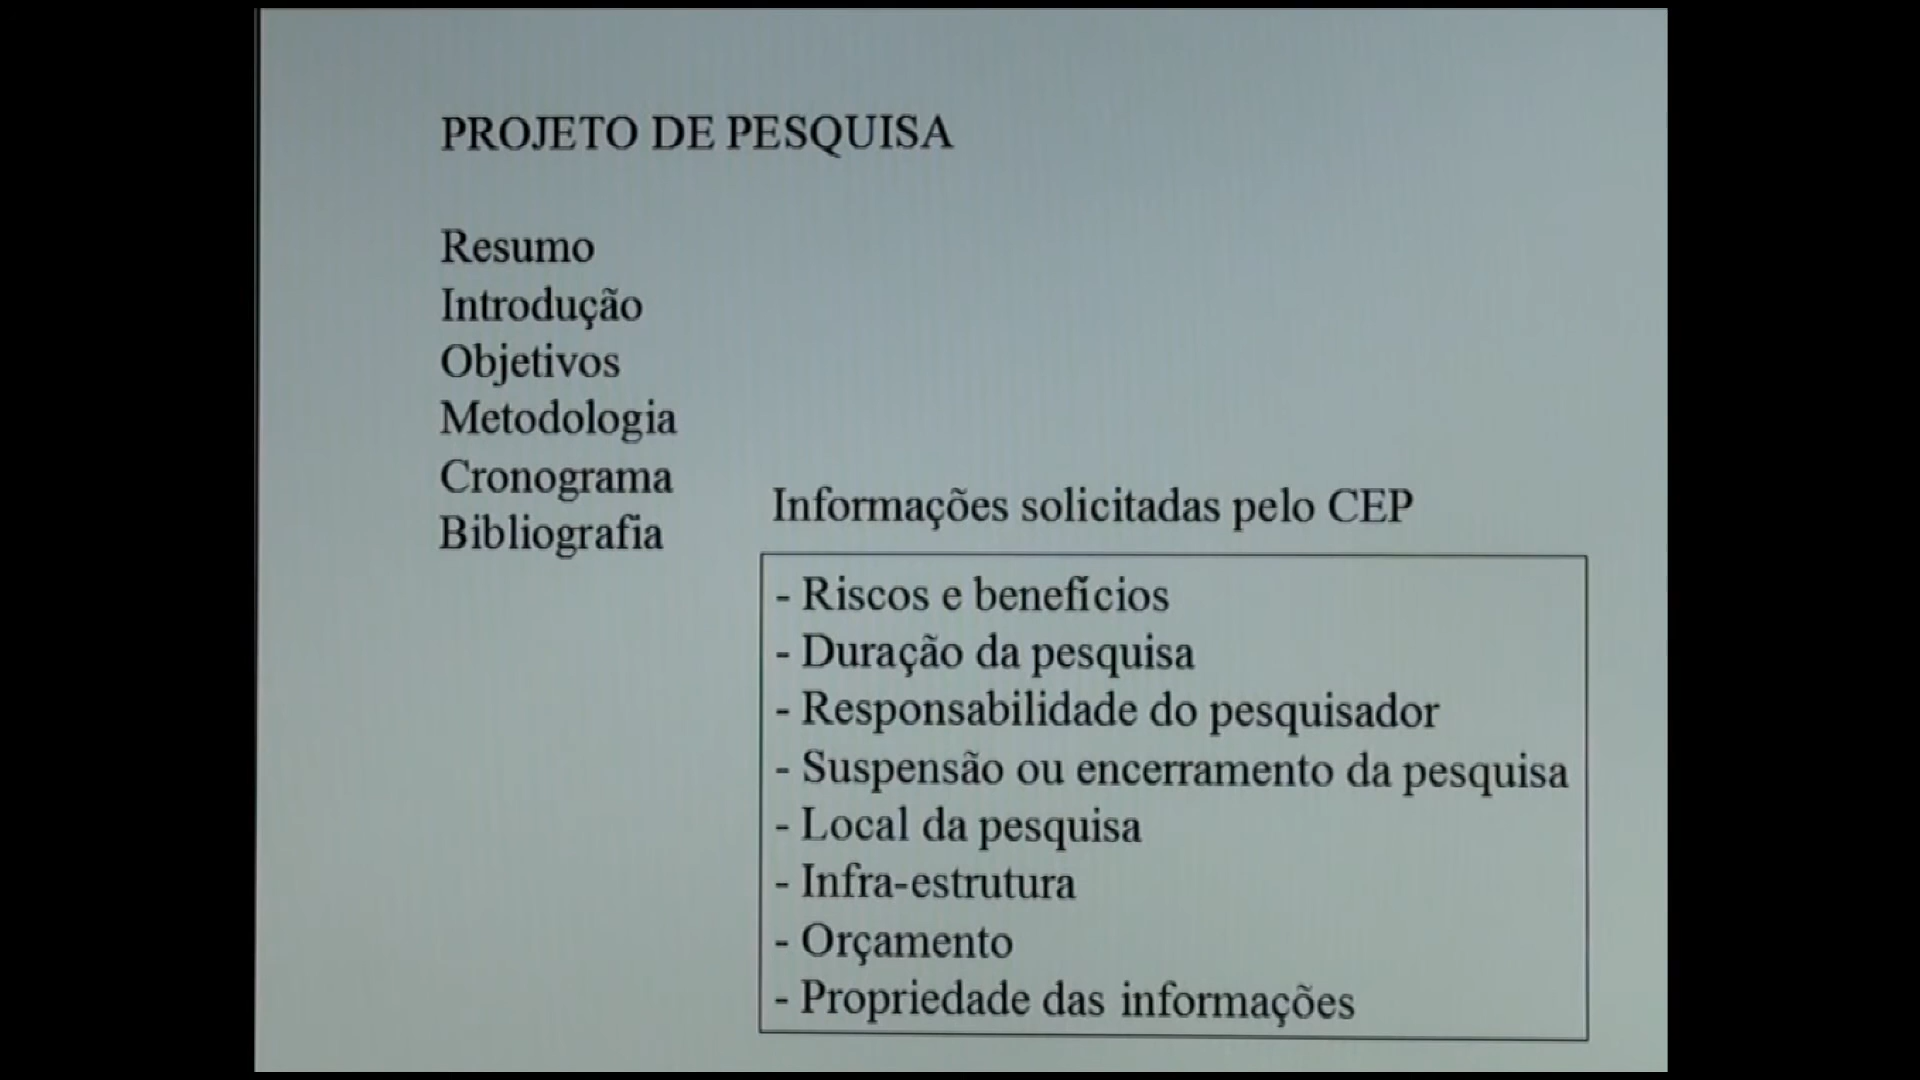 PROJETO DE PESQUISA
Resumo
Introdução
Objetivos
Metodologia
Cronograma
Bibliografia
Informações solicitadas pelo CEP
- Riscos e benefícios
- Duração da pesquisa
- Responsabilidade do pesquisador
- Suspensão ou encerramento da pesquisa
- Local da pesquisa
- Infra-estrutura
- Orçamento
- Propriedade das informações